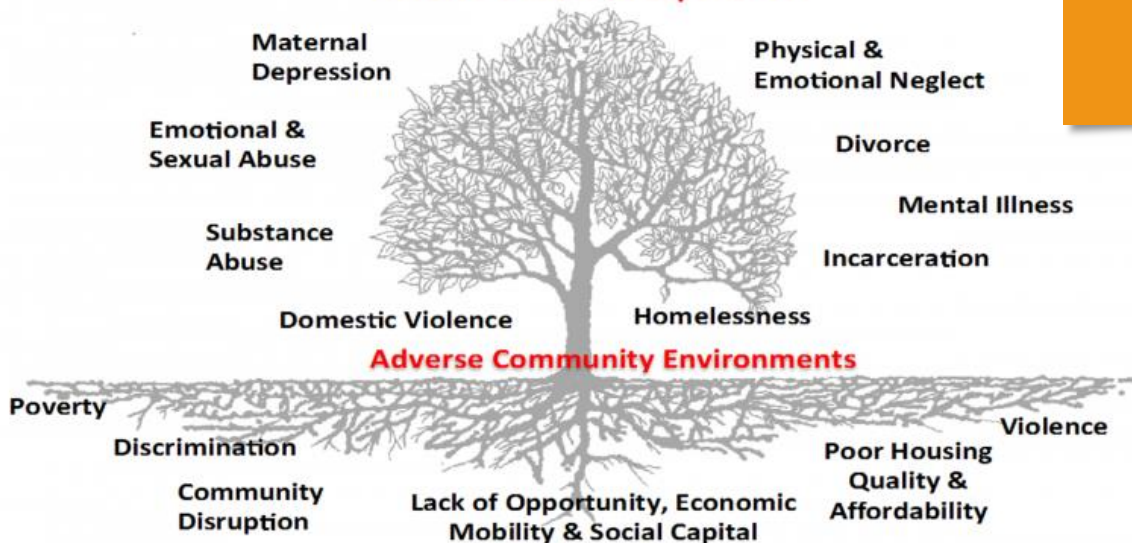 Maternal
Depression
Physical &
Emotional Neglect
Emotional &
Sexual Abuse
Divorce
Mental Illness
Substance
Abuse
Incarceration
Domestic Violence
Homelessness
Adverse Community Environments
Poverty
Violence
Discrimination
Poor Housing
Quality &
Affordability
Community
Disruption
Lack of Opportunity, Economic
Mobility & Social Capital